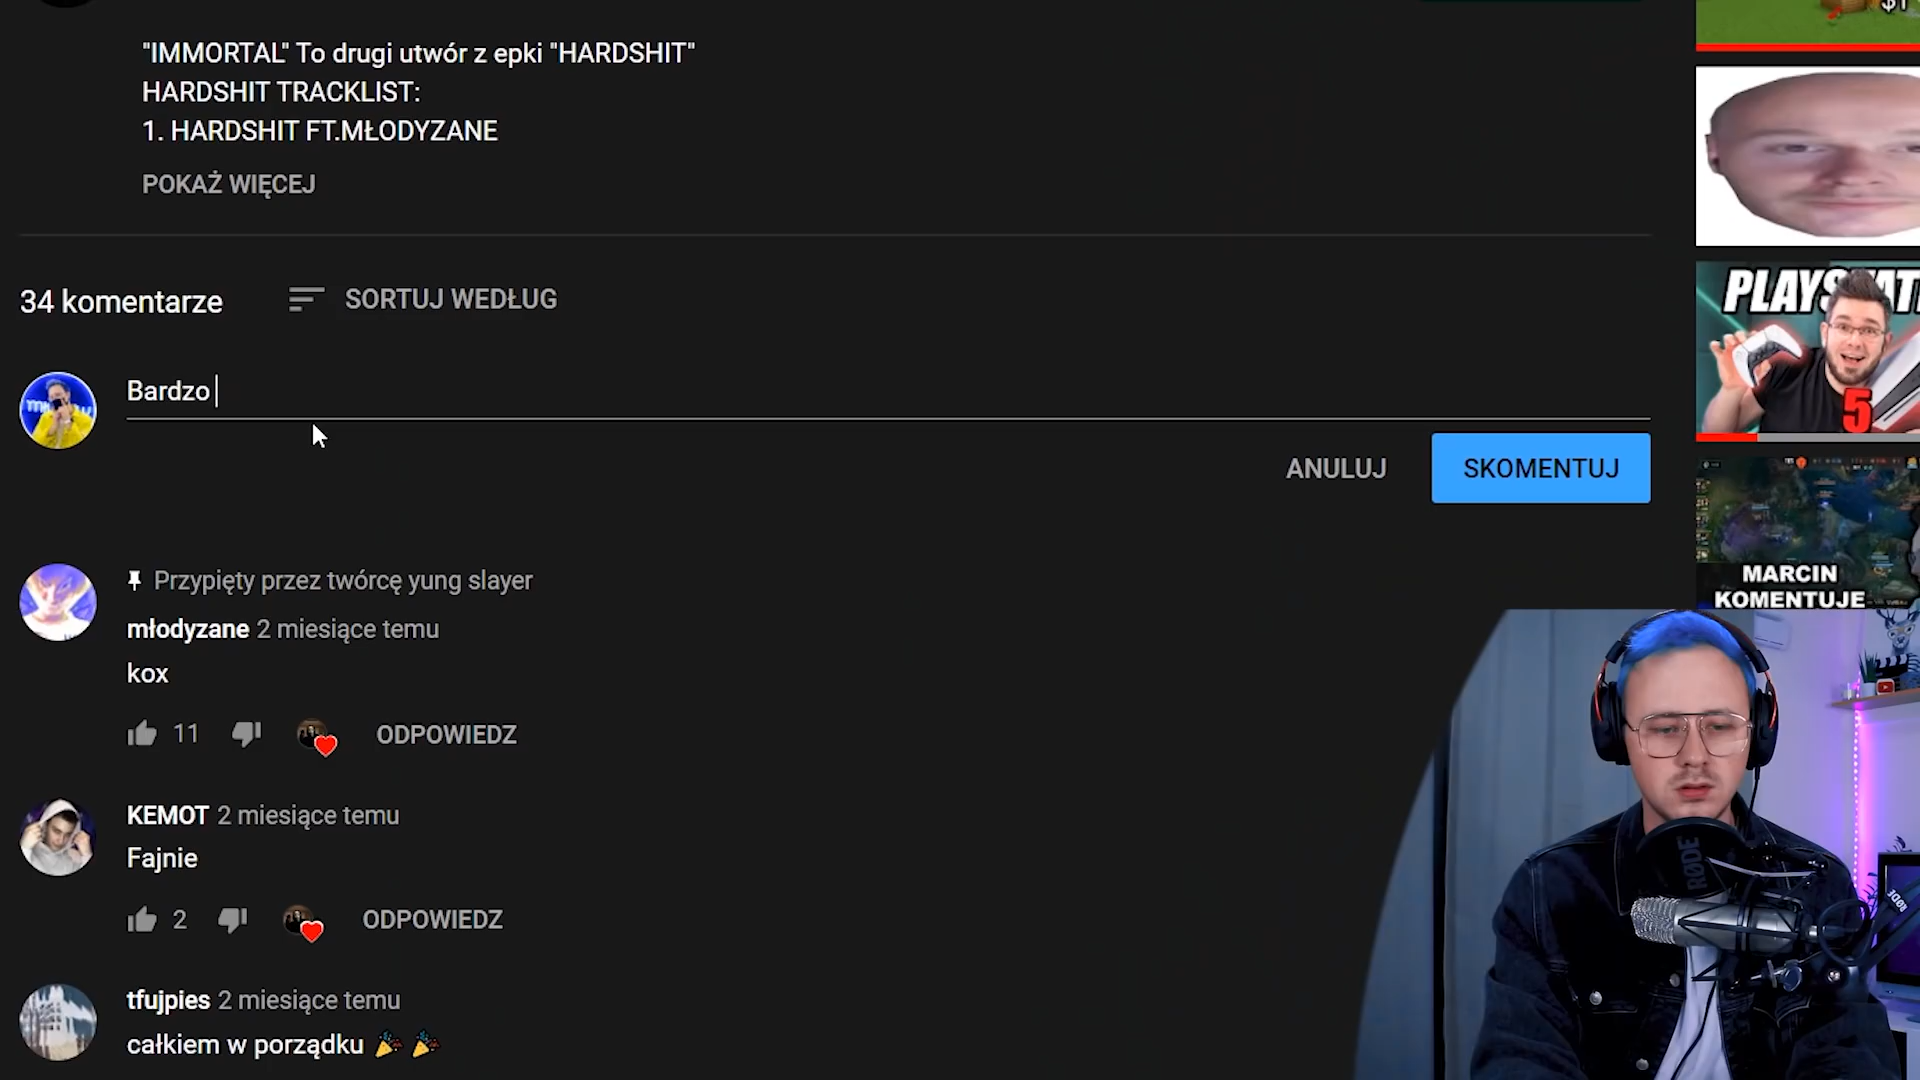 "IMMORTAL" To drugi utwór z epki "HARDSHIT"
HARDSHIT TRACKLIST:
1. HARDSHIT FT.MŁODYZANE
POKAŻ WIĘCEJ
34 komentarze
SORTUJ WEDŁUG
Bardzo
ANULUJ
SKOMENTUJ
Przypięty przez twórcę yung slayer
młodyzane 2 miesiące temu
kox
11
ODPOWIEDZ
KEMOT 2 miesiące temu
Fajnie
2
ODPOWIEDZ
tfujpies 2 miesiące temu
całkiem w porządku 🎉 🎉
$1
5
MARCIN
KOMENTUJE
RØDE
RØDE